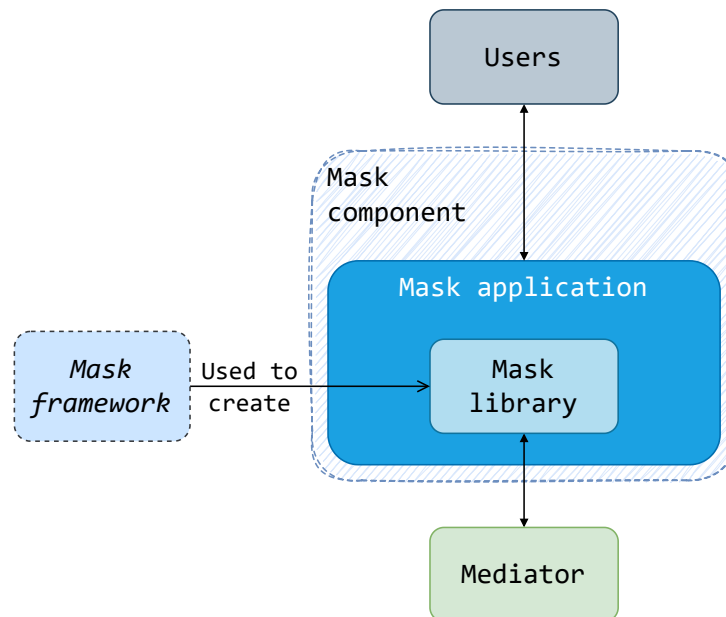 Users
Mask
component
Mask application
Mask
framework
Used to
create
Mask
library
Mediator